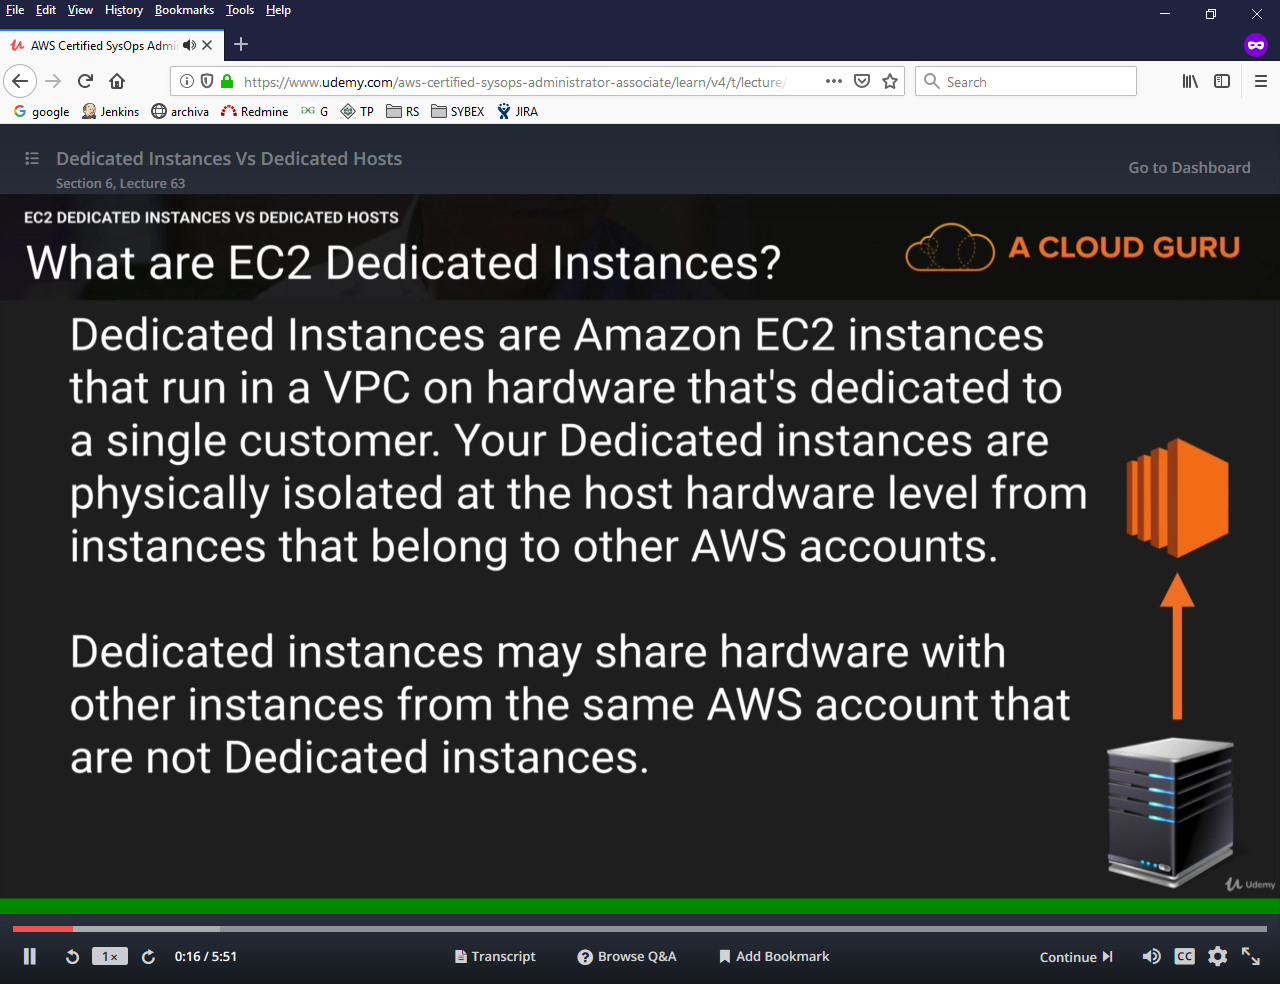 File Edit View History Bookmarks Tools Help
AWS Certified SysOps Admi
https://www.udemy.com/aws-certified-sysops-administrator-associate/learn/v4/t/lecture/
Search
google Jenkins archiva Redmine G TP RS SYBEX JIRA
Dedicated Instances Vs Dedicated Hosts
Section 6, Lecture 63
Go to Dashboard
EC2 DEDICATED INSTANCES VS DEDICATED HOSTS
What are EC2 Dedicated Instances?
A CLOUD GURU
Dedicated Instances are Amazon EC2 instances
that run in a VPC on hardware that's dedicated to
a single customer. Your Dedicated instances are
physically isolated at the host hardware level from
instances that belong to other AWS accounts.
Dedicated instances may share hardware with
other instances from the same AWS account that
are not Dedicated instances.
Udemy
1× 0:16 / 5:51 Transcript Browse Q&A Add Bookmark Continue CC